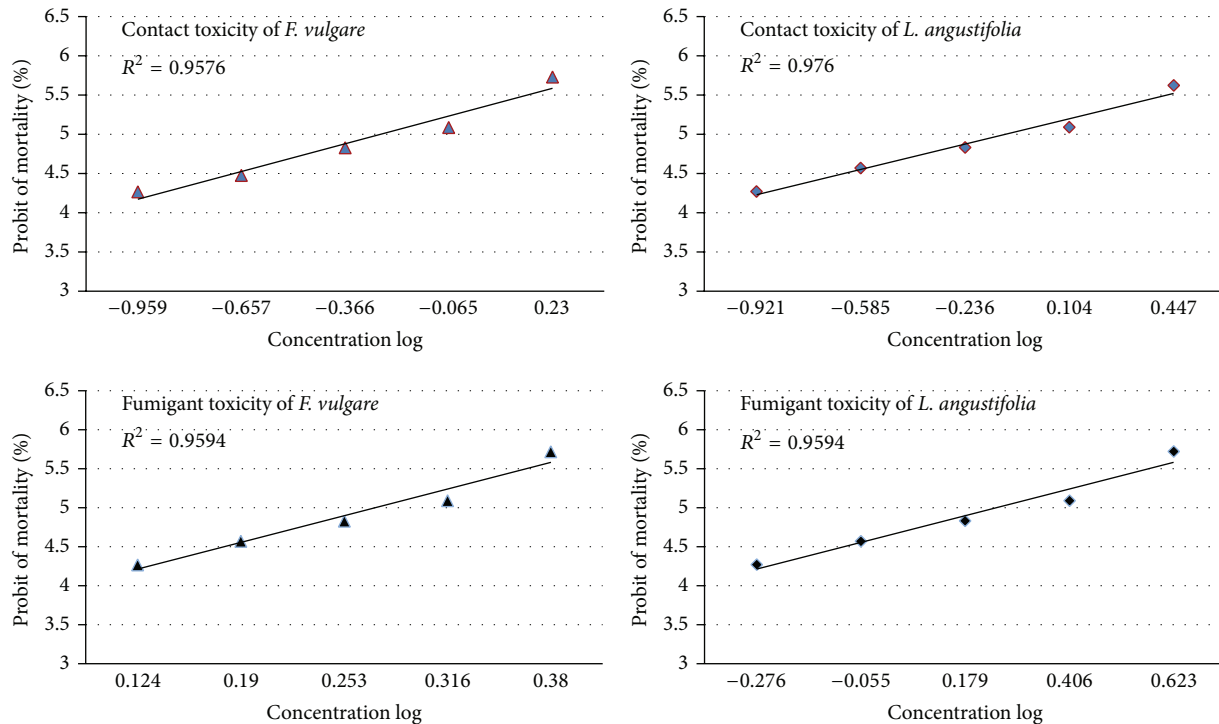 Contact toxicity of F. vulgare
R² = 0.9576
Probit of mortality (%)
6.5
6
5.5
5
4.5
4
3.5
3
−0.959 −0.657 −0.366 −0.065 0.23
Concentration log
Contact toxicity of L. angustifolia
R² = 0.976
Probit of mortality (%)
6.5
6
5.5
5
4.5
4
3.5
3
−0.921 −0.585 −0.236 0.104 0.447
Concentration log
Fumigant toxicity of F. vulgare
R² = 0.9594
Probit of mortality (%)
6.5
6
5.5
5
4.5
4
3.5
3
0.124 0.19 0.253 0.316 0.38
Concentration log
Fumigant toxicity of L. angustifolia
R² = 0.9594
Probit of mortality (%)
6.5
6
5.5
5
4.5
4
3.5
3
−0.276 −0.055 0.179 0.406 0.623
Concentration log